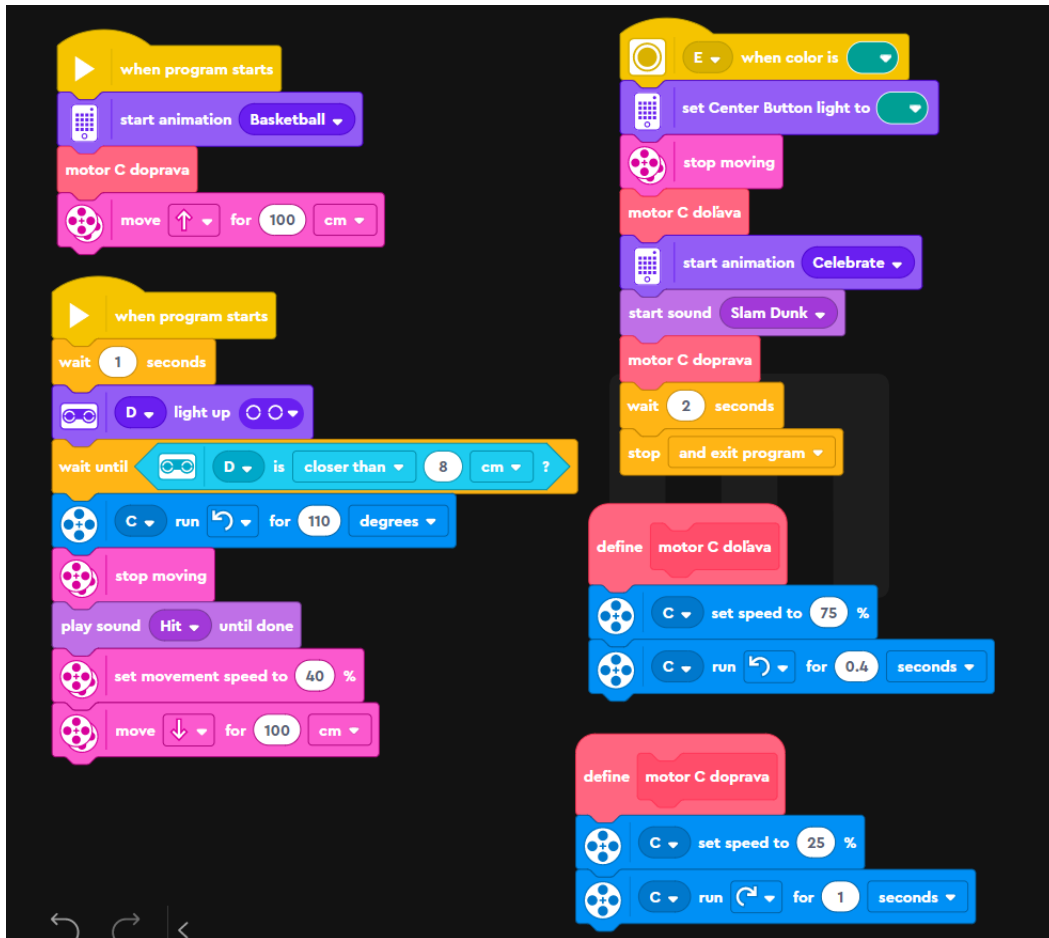 when program starts
start animation Basketball
motor C doprava
move for 100 cm
when program starts
wait 1 seconds
D light up
wait until D is closer than 8 cm ?
C run for 110 degrees
stop moving
play sound Hit until done
set movement speed to 40 %
move for 100 cm
E when color is
set Center Button light to
stop moving
motor C doľava
start animation Celebrate
start sound Slam Dunk
motor C doprava
wait 2 seconds
stop and exit program
define motor C doľava
C set speed to 75 %
C run for 0.4 seconds
define motor C doprava
C set speed to 25 %
C run for 1 seconds